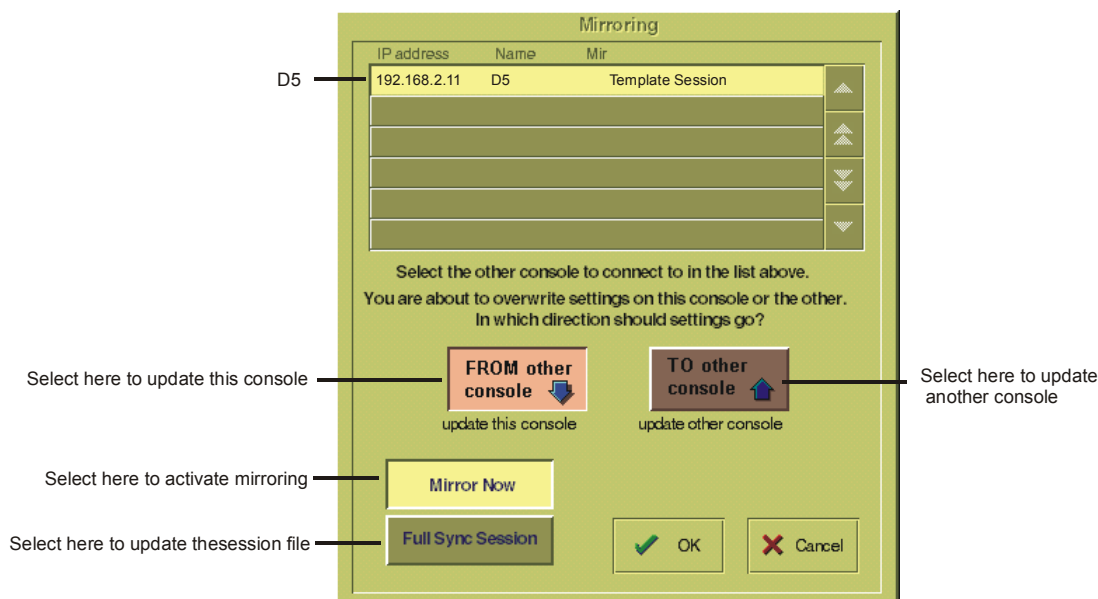 Mirroring
IP address Name Mir
D5
192.168.2.11 D5 Template Session
Select the other console to connect to in the list above.
You are about to overwrite settings on this console or the other.
In which direction should settings go?
Select here to update this console
FROM other
console
update this console
TO other
console
update other console
Select here to update
another console
Select here to activate mirroring
Mirror Now
Select here to update thesession file
Full Sync Session
OK
Cancel